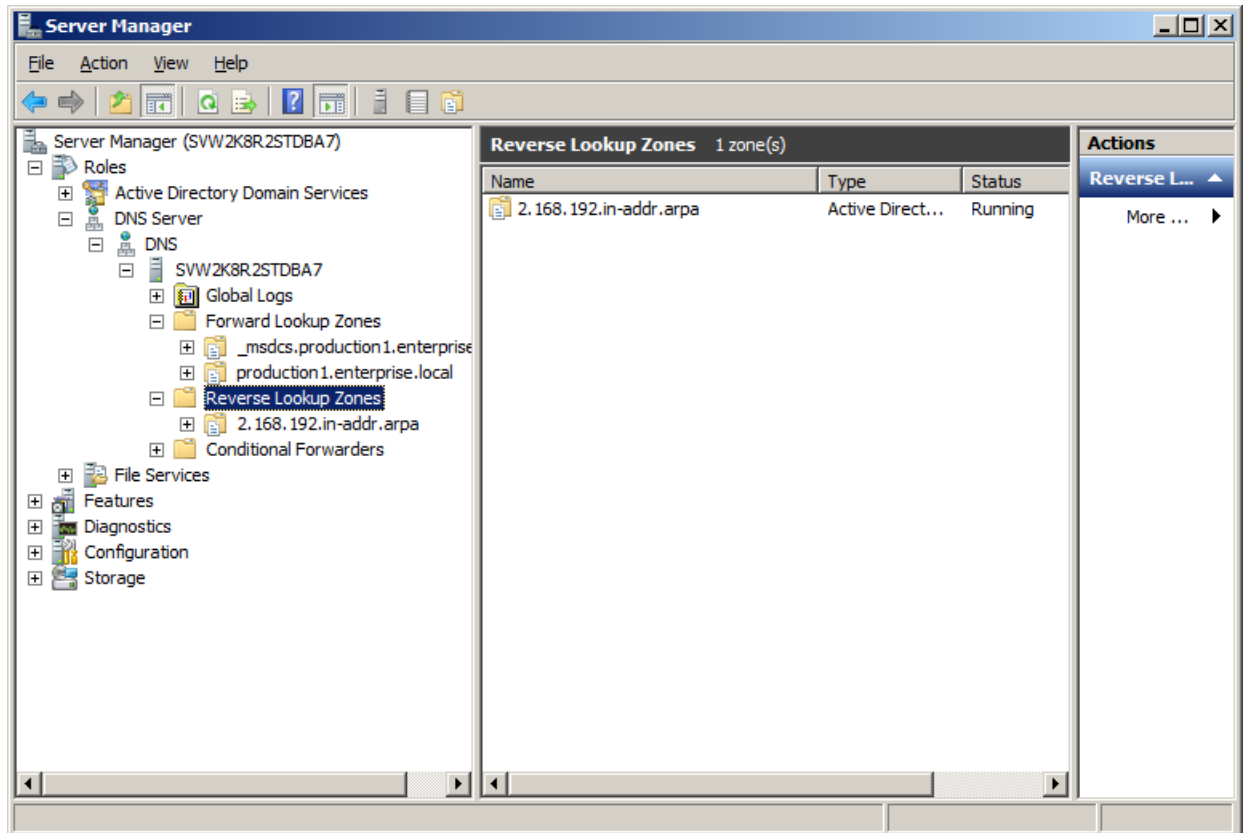 Server Manager
File Action View Help
Server Manager (SVW2K8R2STDBA7)
Roles
Active Directory Domain Services
DNS Server
DNS
SVW2K8R2STDBA7
Global Logs
Forward Lookup Zones
_msdcs.production1.enterprise
production1.enterprise.local
Reverse Lookup Zones
2.168.192.in-addr.arpa
Conditional Forwarders
File Services
Features
Diagnostics
Configuration
Storage
Reverse Lookup Zones 1 zone(s)
Name Type Status
2.168.192.in-addr.arpa Active Direct... Running
Actions
Reverse L...
More ...